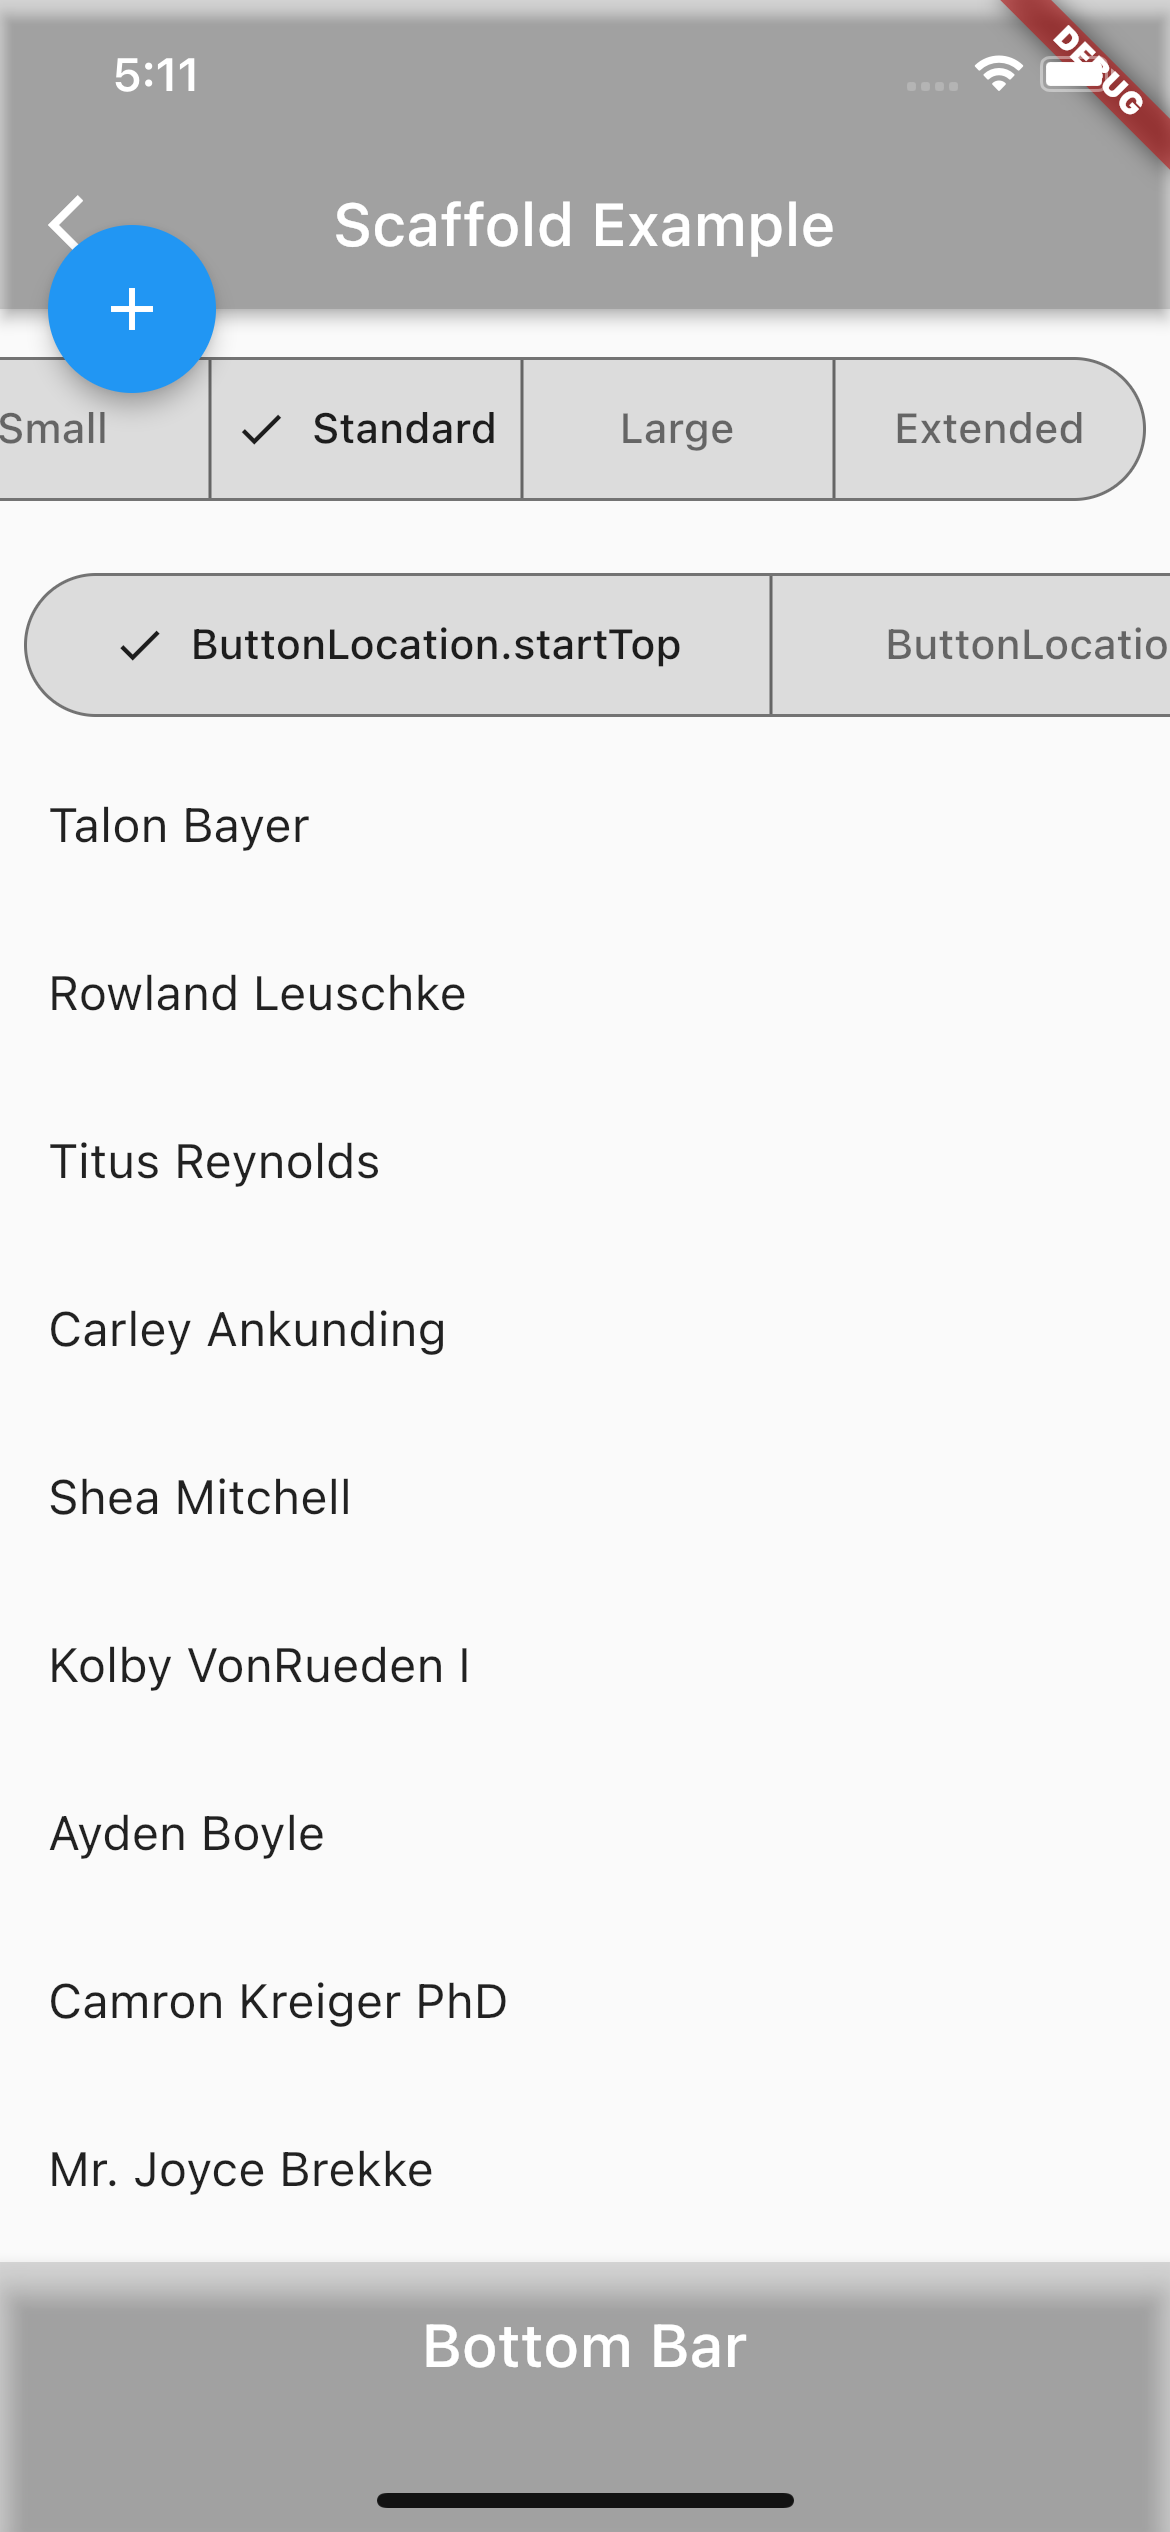 5:11
DEBUG
Scaffold Example
Small
Standard
Large
Extended
ButtonLocation.startTop
ButtonLocatio
Talon Bayer
Rowland Leuschke
Titus Reynolds
Carley Ankunding
Shea Mitchell
Kolby VonRueden I
Ayden Boyle
Camron Kreiger PhD
Mr. Joyce Brekke
Bottom Bar